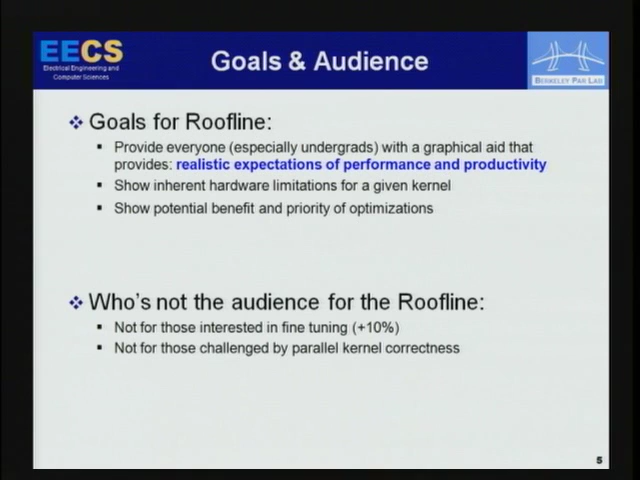 EECS
Electrical Engineering and
Computer Sciences
Goals & Audience
BERKELEY PAR LAB
❖ Goals for Roofline:
▪ Provide everyone (especially undergrads) with a graphical aid that
provides: realistic expectations of performance and productivity
▪ Show inherent hardware limitations for a given kernel
▪ Show potential benefit and priority of optimizations
❖ Who's not the audience for the Roofline:
▪ Not for those interested in fine tuning (+10%)
▪ Not for those challenged by parallel kernel correctness
5